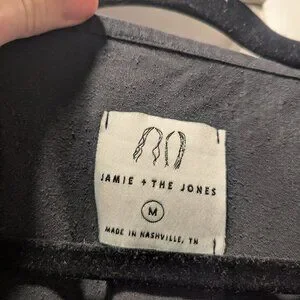 JAMIE + THE JONES
M
MADE IN NASHVILLE, TN